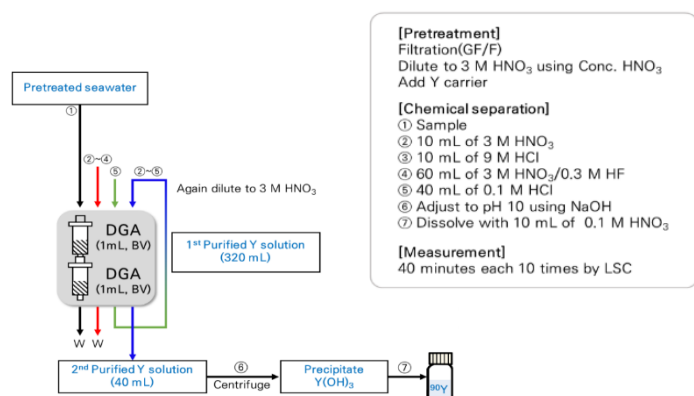 Pretreated seawater
①
②~④
⑤
②~⑤
Again dilute to 3 M HNO₃
DGA
(1mL, BV)
DGA
(1mL, BV)
1st Purified Y solution
(320 mL)
W W
2nd Purified Y solution
(40 mL)
⑥
Centrifuge
Precipitate
Y(OH)₃
⑦
90Y
[Pretreatment]
Filtration(GF/F)
Dilute to 3 M HNO₃ using Conc. HNO₃
Add Y carrier
[Chemical separation]
① Sample
② 10 mL of 3 M HNO₃
③ 10 mL of 9 M HCl
④ 60 mL of 3 M HNO₃/0.3 M HF
⑤ 40 mL of 0.1 M HCl
⑥ Adjust to pH 10 using NaOH
⑦ Dissolve with 10 mL of 0.1 M HNO₃
[Measurement]
40 minutes each 10 times by LSC